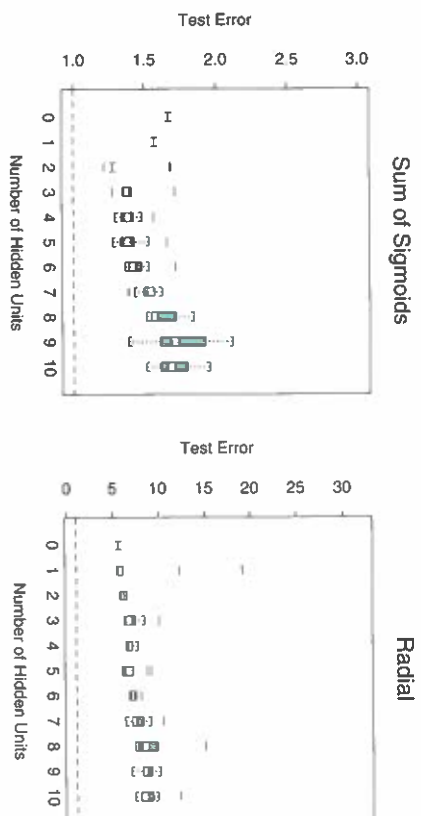 Sum of Sigmoids
Test Error
3.0
2.5
2.0
1.5
1.0
0 1 2 3 4 5 6 7 8 9 10
Number of Hidden Units
Radial
Test Error
30
25
20
15
10
5
0
0 1 2 3 4 5 6 7 8 9 10
Number of Hidden Units